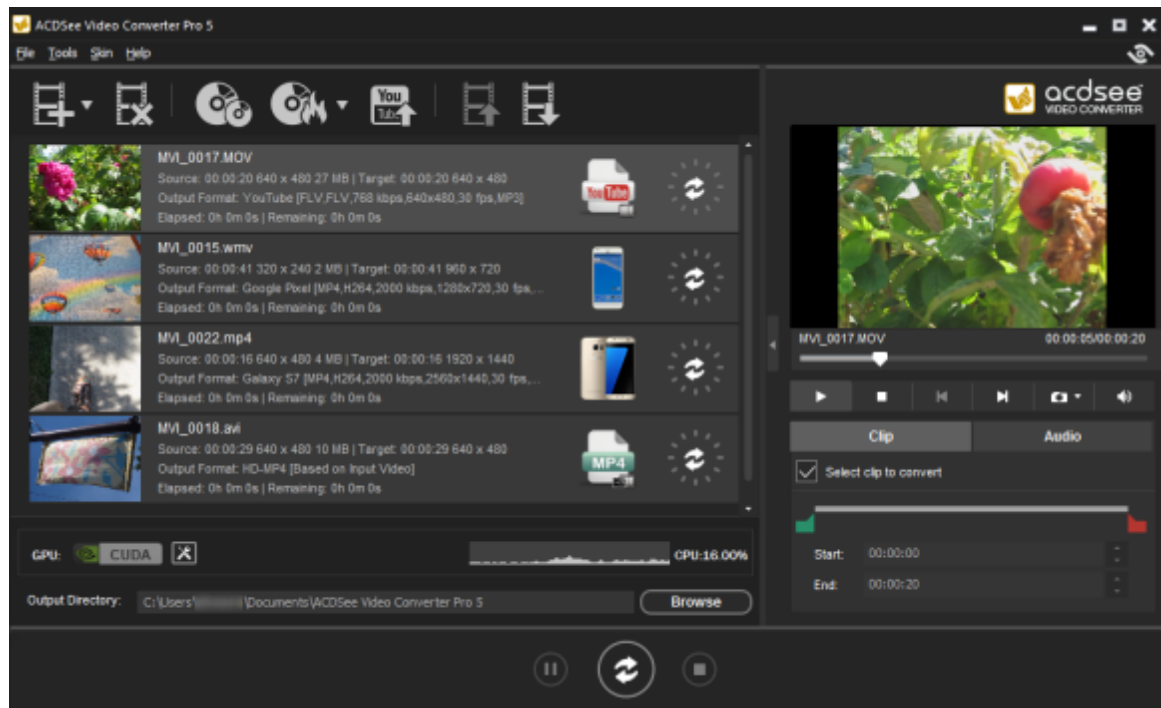 ACDSee Video Converter Pro 5
File Tools Skin Help
You
Tube
acdsee
VIDEO CONVERTER
MVI_0017.MOV
Source: 00:00:20 640 x 480 27 MB | Target: 00:00:20 640 x 480
Output Format: YouTube [FLV,FLV,768 kbps,640x480,30 fps,MP3]
Elapsed: 0h 0m 0s | Remaining: 0h 0m 0s
You Tube
MVI_0015.wmv
Source: 00:00:41 320 x 240 2 MB | Target: 00:00:41 960 x 720
Output Format: Google Pixel [MP4,H264,2000 kbps,1280x720,30 fps,...
Elapsed: 0h 0m 0s | Remaining: 0h 0m 0s
MVI_0022.mp4
Source: 00:00:16 640 x 480 4 MB | Target: 00:00:16 1920 x 1440
Output Format: Galaxy S7 [MP4,H264,2000 kbps,2560x1440,30 fps,...
Elapsed: 0h 0m 0s | Remaining: 0h 0m 0s
MVI_0018.avi
Source: 00:00:29 640 x 480 10 MB | Target: 00:00:29 640 x 480
Output Format: HD-MP4 [Based on Input Video]
Elapsed: 0h 0m 0s | Remaining: 0h 0m 0s
MP4
GPU: CUDA
CPU:16.00%
Output Directory: C:\Users\ \Documents\ACDSee Video Converter Pro 5
Browse
MVI_0017.MOV 00:00:05/00:00:20
Clip Audio
Select clip to convert
Start: 00:00:00
End: 00:00:20